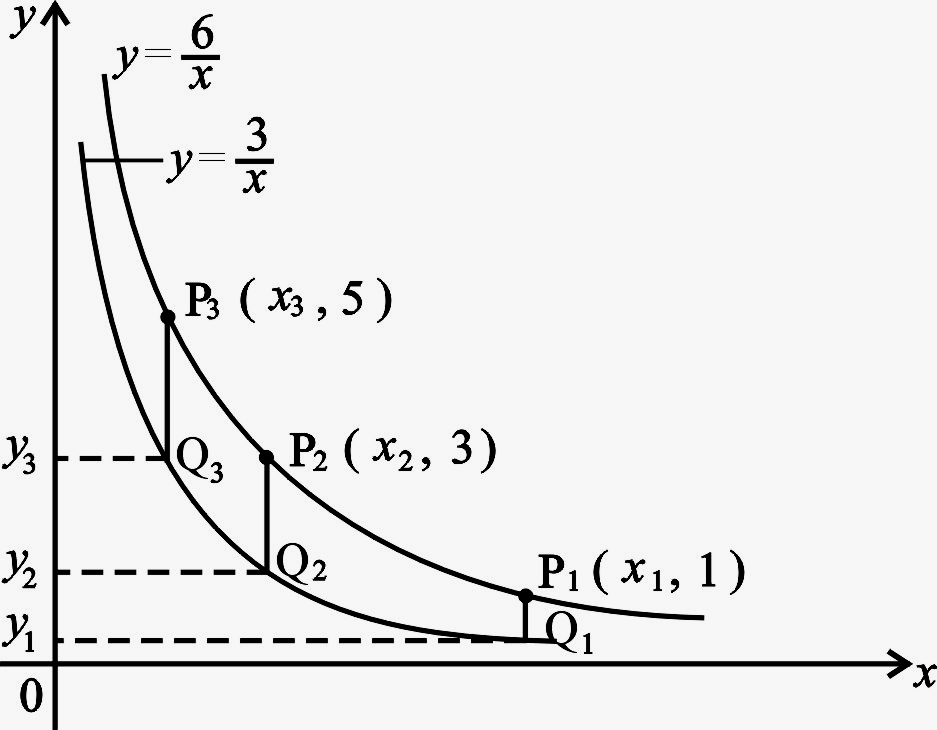 y
y = 6/x
y = 3/x
P₃ ( x₃ , 5 )
y₃
Q₃
P₂ ( x₂ , 3 )
y₂
Q₂
P₁ ( x₁ , 1 )
y₁
Q₁
0
x